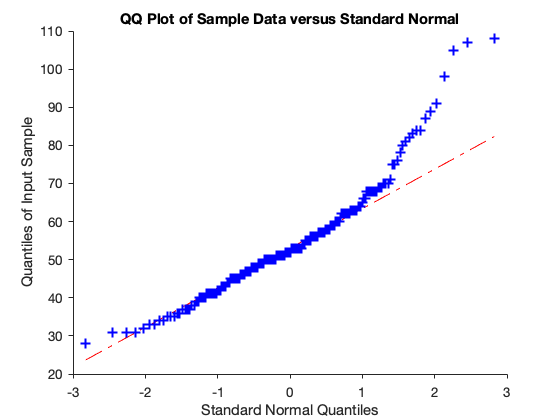 QQ Plot of Sample Data versus Standard Normal
110
100
90
80
70
60
50
40
30
20
Quantiles of Input Sample
-3 -2 -1 0 1 2 3
Standard Normal Quantiles